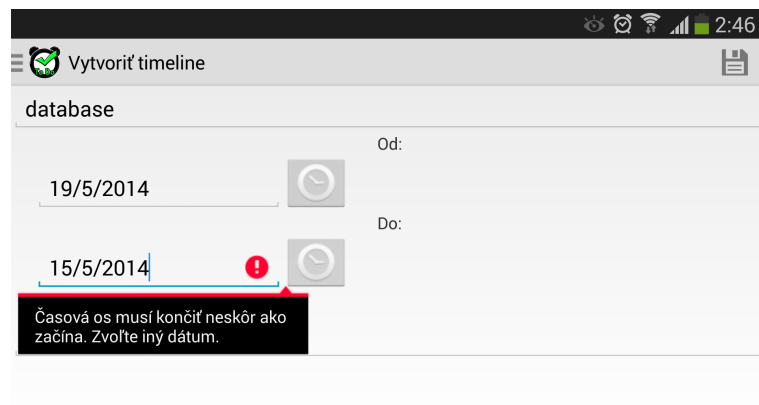 2:46
Vytvoriť timeline
database
Od:
19/5/2014
Do:
15/5/2014
Časová os musí končiť neskôr ako
začína. Zvoľte iný dátum.